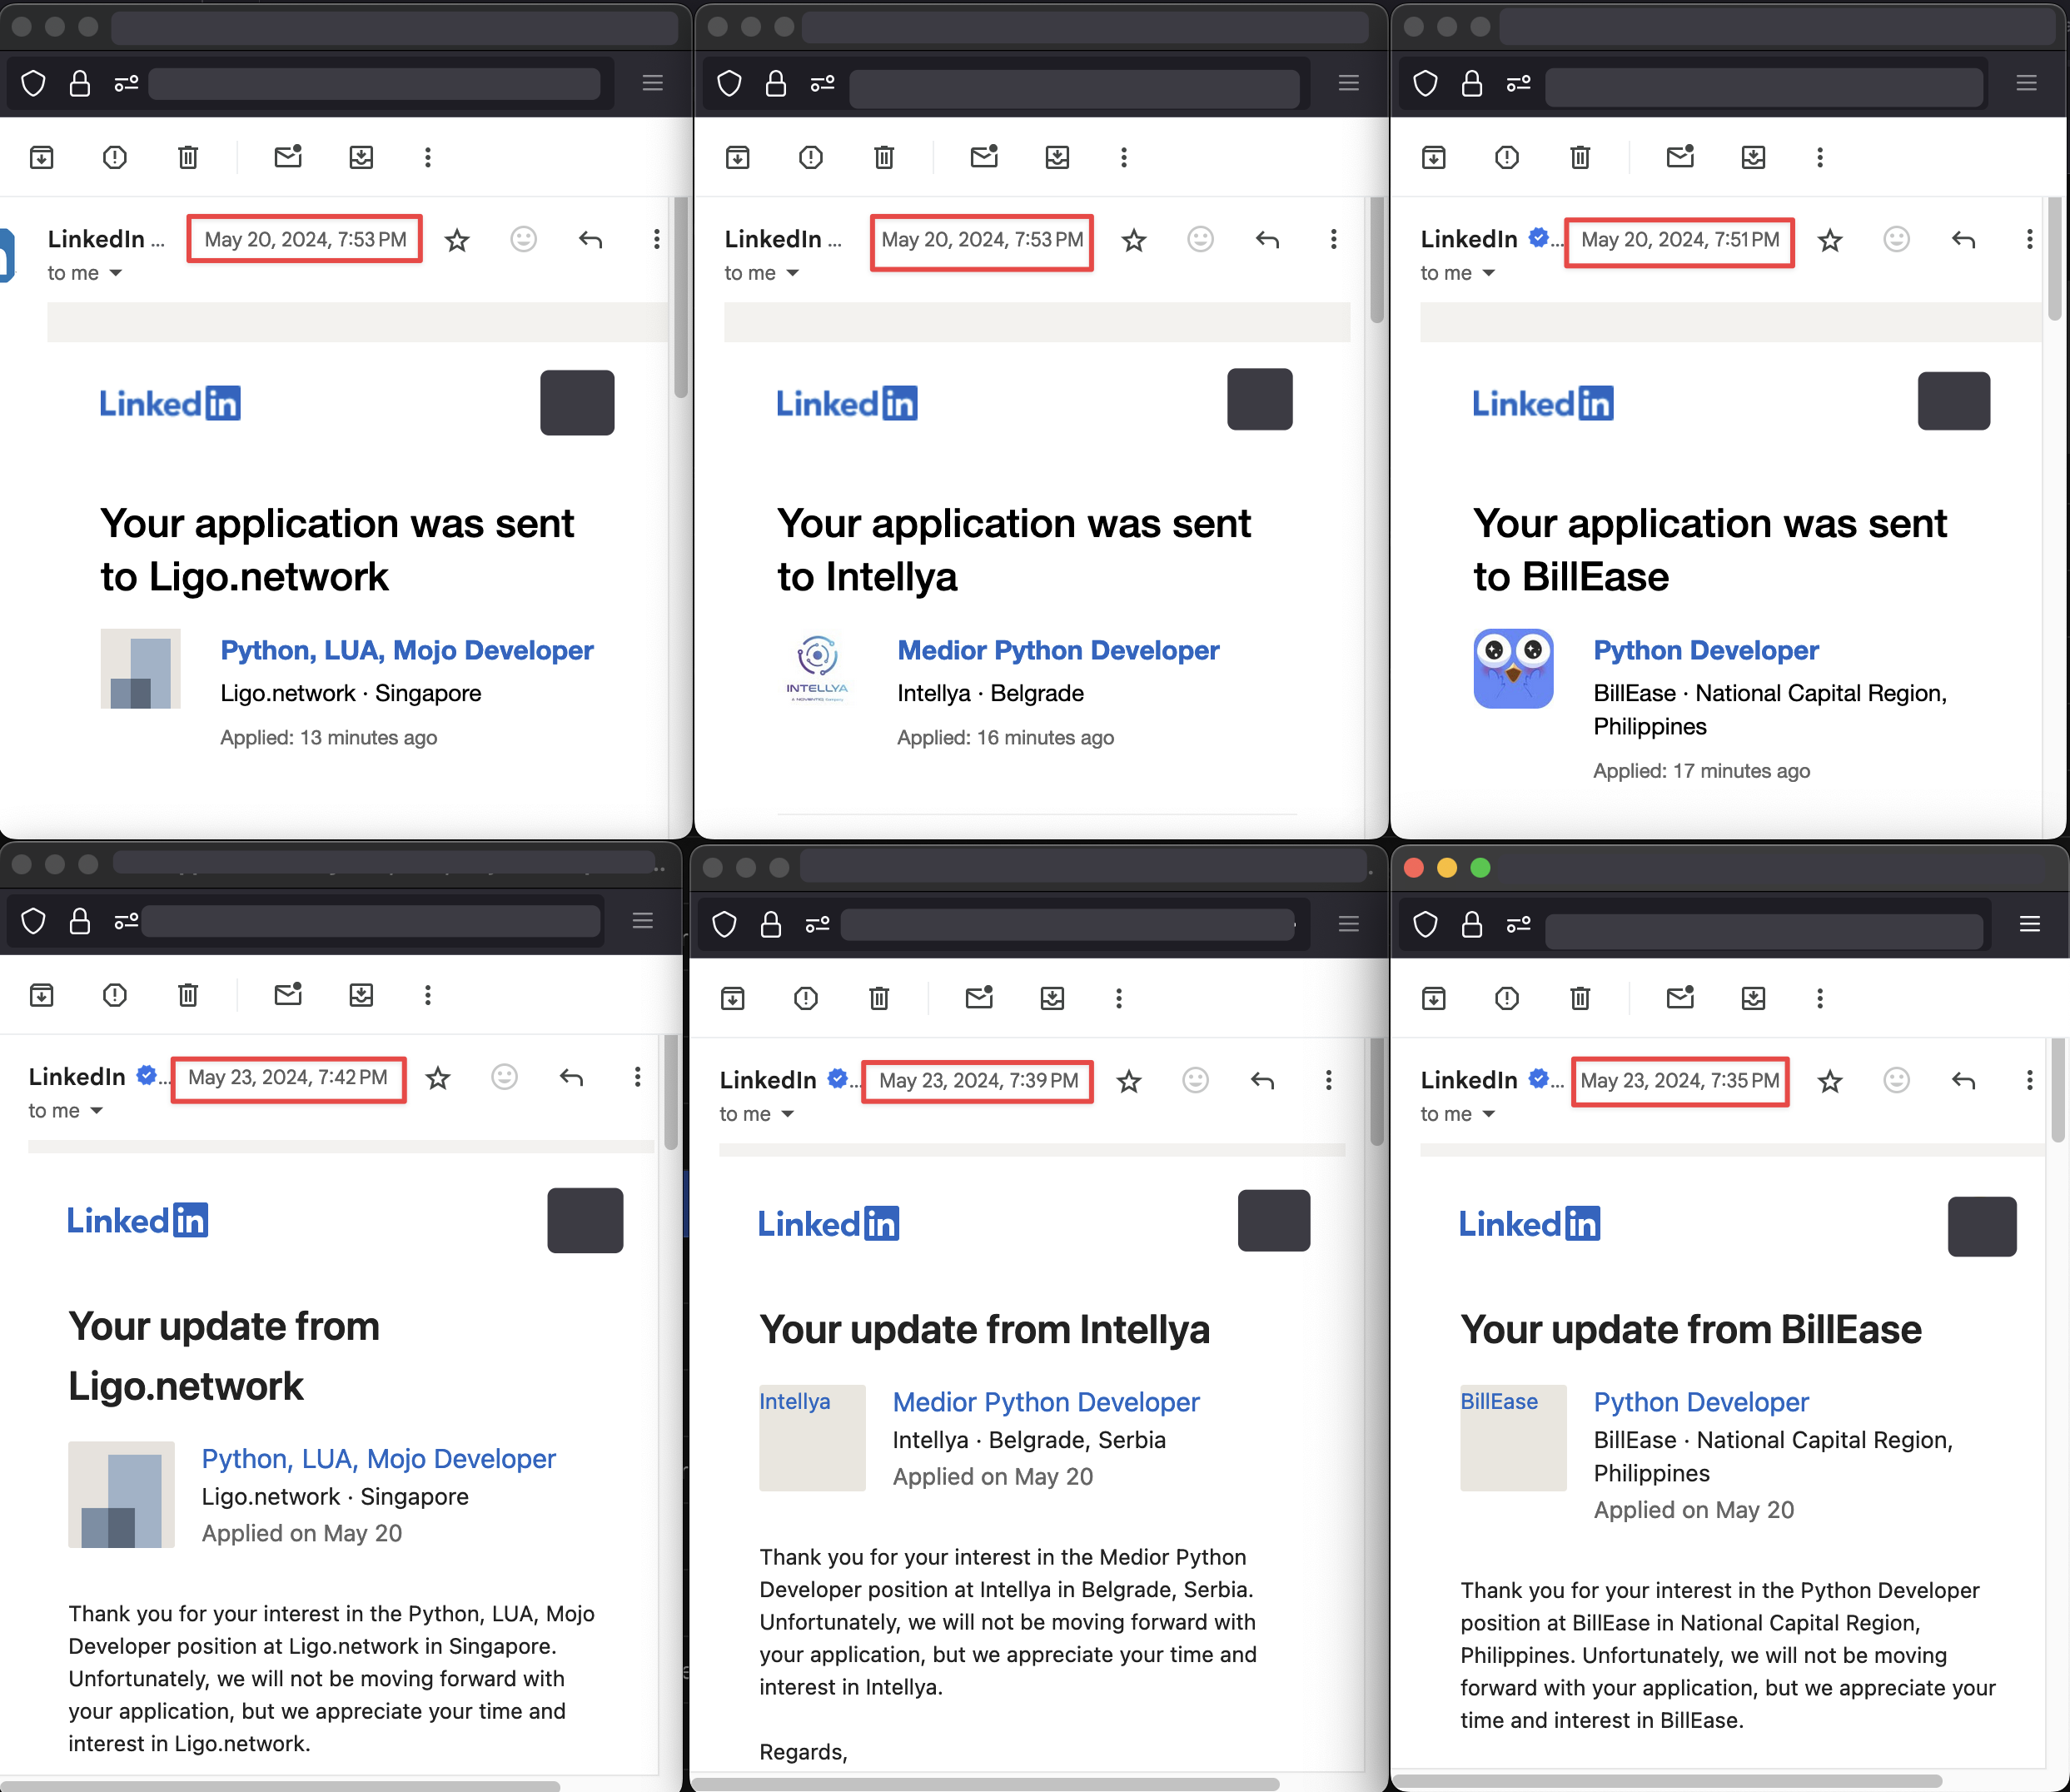 LinkedIn ...
May 20, 2024, 7:53 PM
to me
LinkedIn
Your application was sent
to Ligo.network
Python, LUA, Mojo Developer
Ligo.network · Singapore
Applied: 13 minutes ago
LinkedIn ...
May 20, 2024, 7:53 PM
to me
LinkedIn
Your application was sent
to Intellya
INTELLYA
Medior Python Developer
Intellya · Belgrade
Applied: 16 minutes ago
LinkedIn ...
May 20, 2024, 7:51 PM
to me
LinkedIn
Your application was sent
to BillEase
Python Developer
BillEase · National Capital Region,
Philippines
Applied: 17 minutes ago
LinkedIn ...
May 23, 2024, 7:42 PM
to me
LinkedIn
Your update from
Ligo.network
Python, LUA, Mojo Developer
Ligo.network · Singapore
Applied on May 20
Thank you for your interest in the Python, LUA, Mojo
Developer position at Ligo.network in Singapore.
Unfortunately, we will not be moving forward with
your application, but we appreciate your time and
interest in Ligo.network.
LinkedIn ...
May 23, 2024, 7:39 PM
to me
LinkedIn
Your update from Intellya
Intellya
Medior Python Developer
Intellya · Belgrade, Serbia
Applied on May 20
Thank you for your interest in the Medior Python
Developer position at Intellya in Belgrade, Serbia.
Unfortunately, we will not be moving forward with
your application, but we appreciate your time and
interest in Intellya.
Regards,
LinkedIn ...
May 23, 2024, 7:35 PM
to me
LinkedIn
Your update from BillEase
BillEase
Python Developer
BillEase · National Capital Region,
Philippines
Applied on May 20
Thank you for your interest in the Python Developer
position at BillEase in National Capital Region,
Philippines. Unfortunately, we will not be moving
forward with your application, but we appreciate your
time and interest in BillEase.